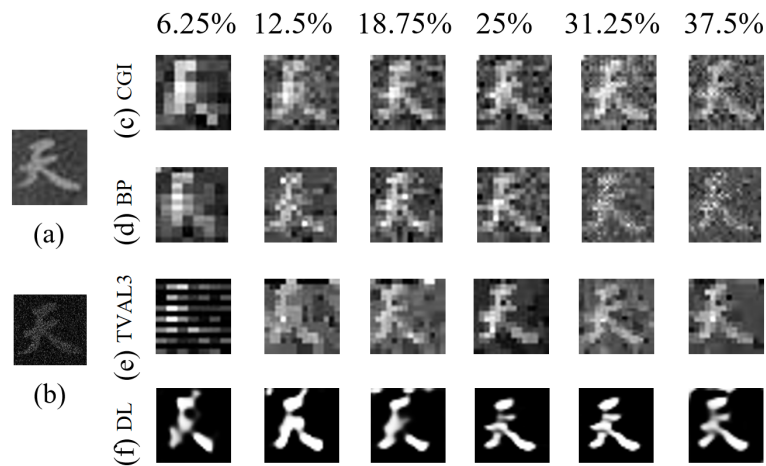 6.25% 12.5% 18.75% 25% 31.25% 37.5%
(c) CGI
天
(a)
(d) BP
(b)
(e) TVAL3
(f) DL